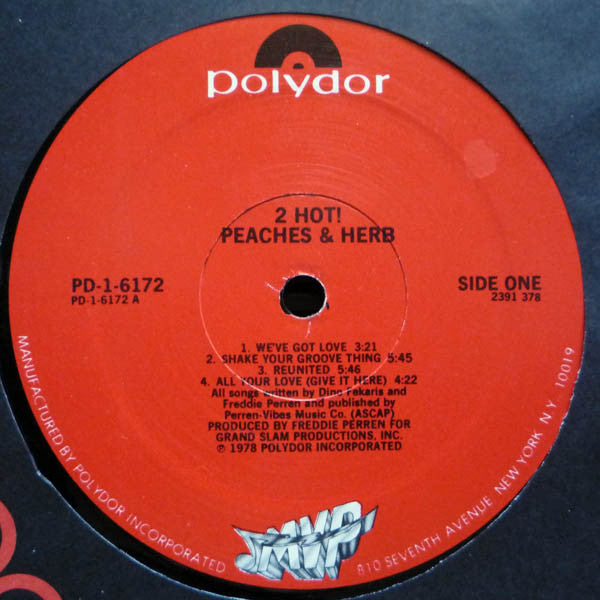 polydor
2 HOT!
PEACHES & HERB
PD-1-6172
PD-1-6172 A
SIDE ONE
2391 378
1. WE'VE GOT LOVE 3:21
2. SHAKE YOUR GROOVE THING 5:45
3. REUNITED 5:46
4. ALL YOUR LOVE (GIVE IT HERE) 4:22
All songs written by Dino Fekaris and
Freddie Perren and published by
Perren-Vibes Music Co. (ASCAP)
PRODUCED BY FREDDIE PERREN FOR
GRAND SLAM PRODUCTIONS, INC.
℗ 1978 POLYDOR INCORPORATED
MANUFACTURED BY POLYDOR INCORPORATED
MVP
810 SEVENTH AVENUE NEW YORK N.Y. 10019